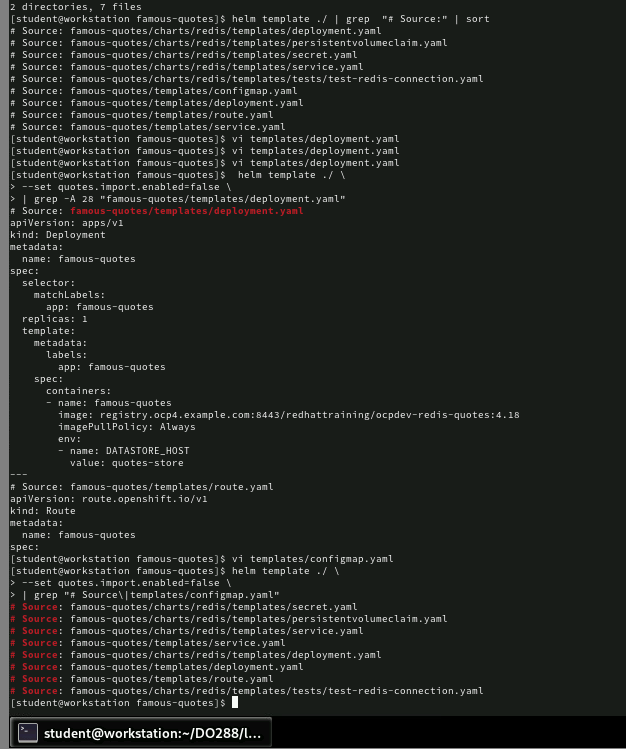 2 directories, 7 files
[student@workstation famous-quotes]$ helm template ./ | grep  "# Source:" | sort
# Source: famous-quotes/charts/redis/templates/deployment.yaml
# Source: famous-quotes/charts/redis/templates/persistentvolumeclaim.yaml
# Source: famous-quotes/charts/redis/templates/secret.yaml
# Source: famous-quotes/charts/redis/templates/service.yaml
# Source: famous-quotes/charts/redis/templates/tests/test-redis-connection.yaml
# Source: famous-quotes/templates/configmap.yaml
# Source: famous-quotes/templates/deployment.yaml
# Source: famous-quotes/templates/route.yaml
# Source: famous-quotes/templates/service.yaml
[student@workstation famous-quotes]$ vi templates/deployment.yaml
[student@workstation famous-quotes]$ vi templates/deployment.yaml
[student@workstation famous-quotes]$ vi templates/deployment.yaml
[student@workstation famous-quotes]$  helm template ./ \
> --set quotes.import.enabled=false \
> | grep -A 28 "famous-quotes/templates/deployment.yaml"
# Source: famous-quotes/templates/deployment.yaml
apiVersion: apps/v1
kind: Deployment
metadata:
  name: famous-quotes
spec:
  selector:
    matchLabels:
      app: famous-quotes
  replicas: 1
  template:
    metadata:
      labels:
        app: famous-quotes
    spec:
      containers:
      - name: famous-quotes
        image: registry.ocp4.example.com:8443/redhattraining/ocpdev-redis-quotes:4.18
        imagePullPolicy: Always
        env:
        - name: DATASTORE_HOST
          value: quotes-store
---
# Source: famous-quotes/templates/route.yaml
apiVersion: route.openshift.io/v1
kind: Route
metadata:
  name: famous-quotes
spec:
[student@workstation famous-quotes]$ vi templates/configmap.yaml
[student@workstation famous-quotes]$ helm template ./ \
> --set quotes.import.enabled=false \
> | grep "# Source\|templates/configmap.yaml"
# Source: famous-quotes/charts/redis/templates/secret.yaml
# Source: famous-quotes/charts/redis/templates/persistentvolumeclaim.yaml
# Source: famous-quotes/charts/redis/templates/service.yaml
# Source: famous-quotes/templates/service.yaml
# Source: famous-quotes/charts/redis/templates/deployment.yaml
# Source: famous-quotes/templates/deployment.yaml
# Source: famous-quotes/templates/route.yaml
# Source: famous-quotes/charts/redis/templates/tests/test-redis-connection.yaml
[student@workstation famous-quotes]$
student@workstation:~/DO288/l...